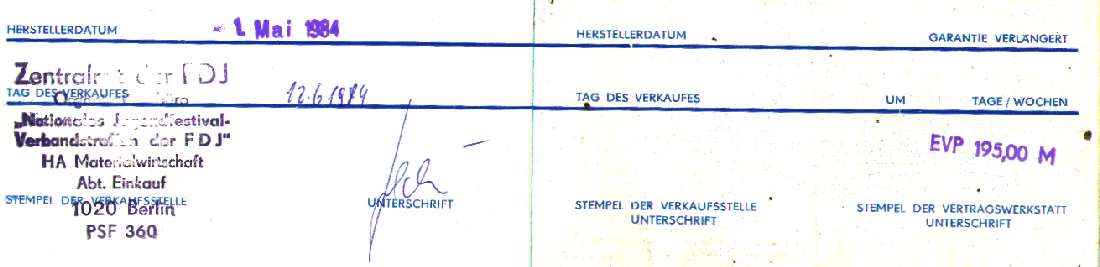 HERSTELLERDATUM - 1. Mai 1984
Zentralrat der FDJ
TAG DES VERKAUFES 12.6.1984
„Nationales Jugendfestival-
Verbandstreffen der FDJ"
HA Materialwirtschaft
Abt. Einkauf
STEMPEL DER VERKAUFSSTELLE
UNTERSCHRIFT
1020 Berlin
PSF 360
HERSTELLERDATUM
GARANTIE VERLÄNGERT
TAG DES VERKAUFES
UM TAGE/WOCHEN
EVP 195,00 M
STEMPEL DER VERKAUFSSTELLE
UNTERSCHRIFT
STEMPEL DER VERTRAGSWERKSTATT
UNTERSCHRIFT